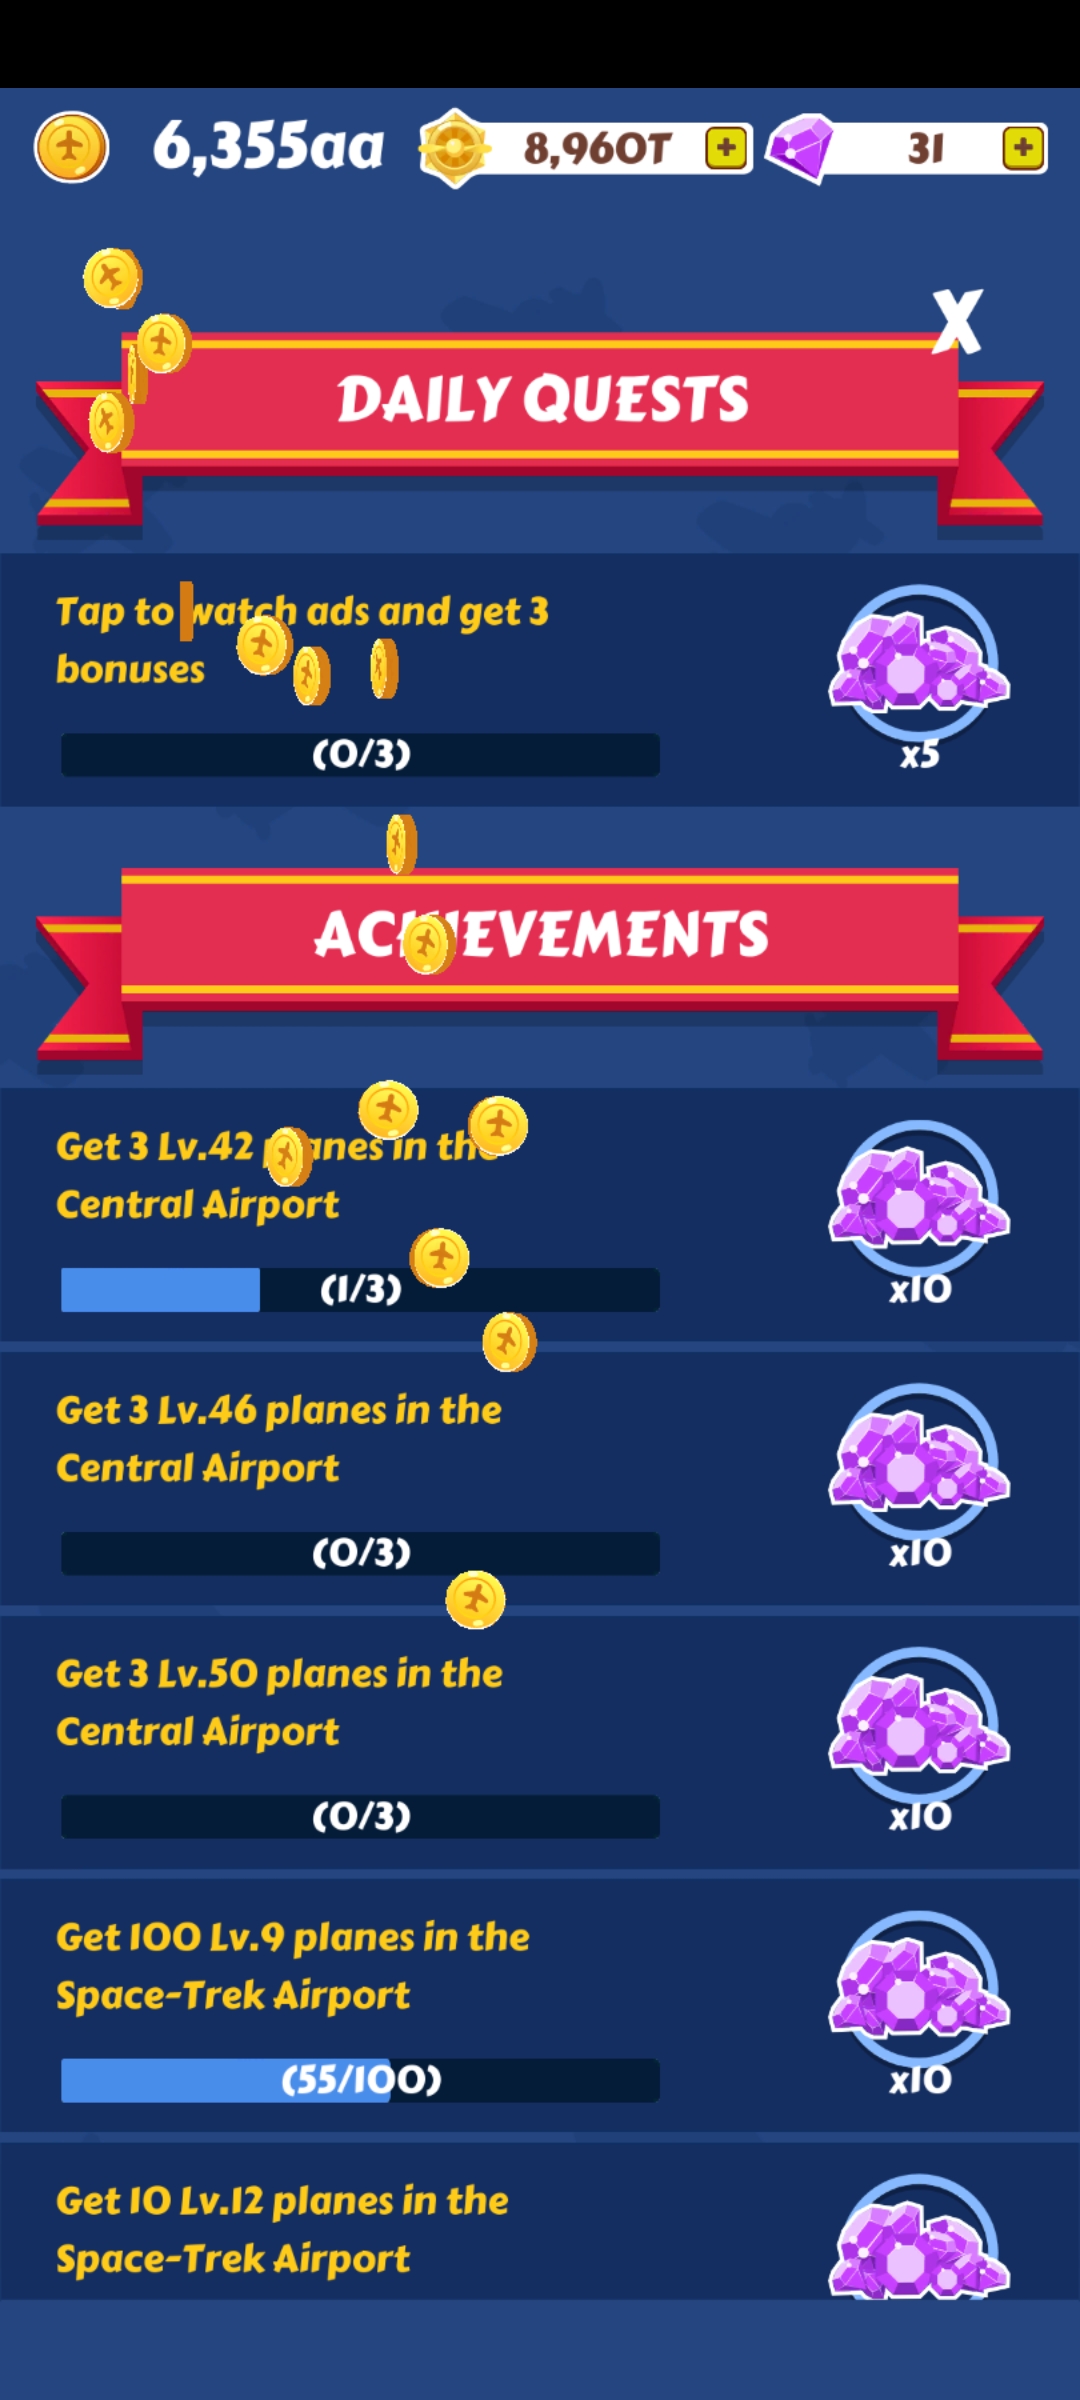 6,355aa 8,960T + 31 +
X
DAILY QUESTS
Tap to watch ads and get 3
bonuses
(0/3)
x5
ACHIEVEMENTS
Get 3 Lv.42 planes in the
Central Airport
(1/3)
x10
Get 3 Lv.46 planes in the
Central Airport
(0/3)
x10
Get 3 Lv.50 planes in the
Central Airport
(0/3)
x10
Get 100 Lv.9 planes in the
Space-Trek Airport
(55/100)
x10
Get 10 Lv.12 planes in the
Space-Trek Airport